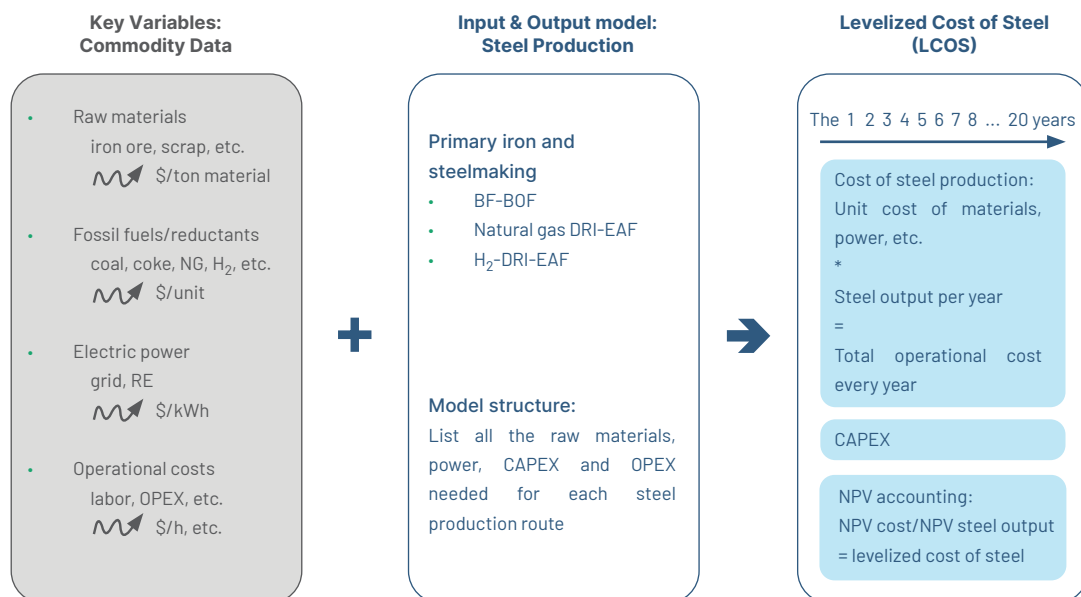 Key Variables:
Commodity Data
• Raw materials
iron ore, scrap, etc.
$/ton material
• Fossil fuels/reductants
coal, coke, NG, H₂, etc.
$/unit
• Electric power
grid, RE
$/kWh
• Operational costs
labor, OPEX, etc.
$/h, etc.
Input & Output model:
Steel Production
Primary iron and
steelmaking
• BF-BOF
• Natural gas DRI-EAF
• H₂-DRI-EAF
Model structure:
List all the raw materials,
power, CAPEX and OPEX
needed for each steel
production route
Levelized Cost of Steel
(LCOS)
The 1 2 3 4 5 6 7 8 ... 20 years
Cost of steel production:
Unit cost of materials,
power, etc.
*
Steel output per year
=
Total operational cost
every year
CAPEX
NPV accounting:
NPV cost/NPV steel output
= levelized cost of steel